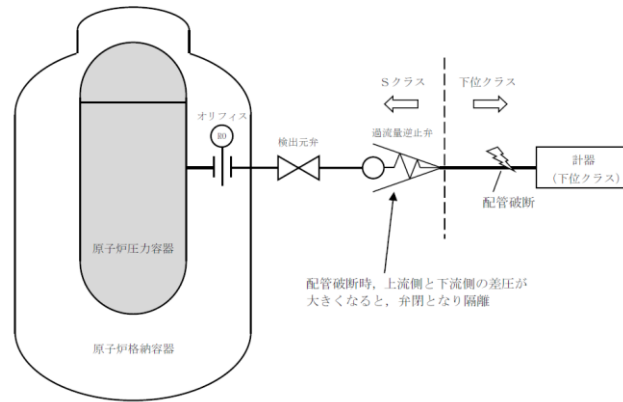 Sクラス
下位クラス
オリフィス
RO
検出元弁
過流量逆止弁
計器
(下位クラス)
配管破断
原子炉圧力容器
配管破断時，上流側と下流側の差圧が
大きくなると，弁閉となり隔離
原子炉格納容器